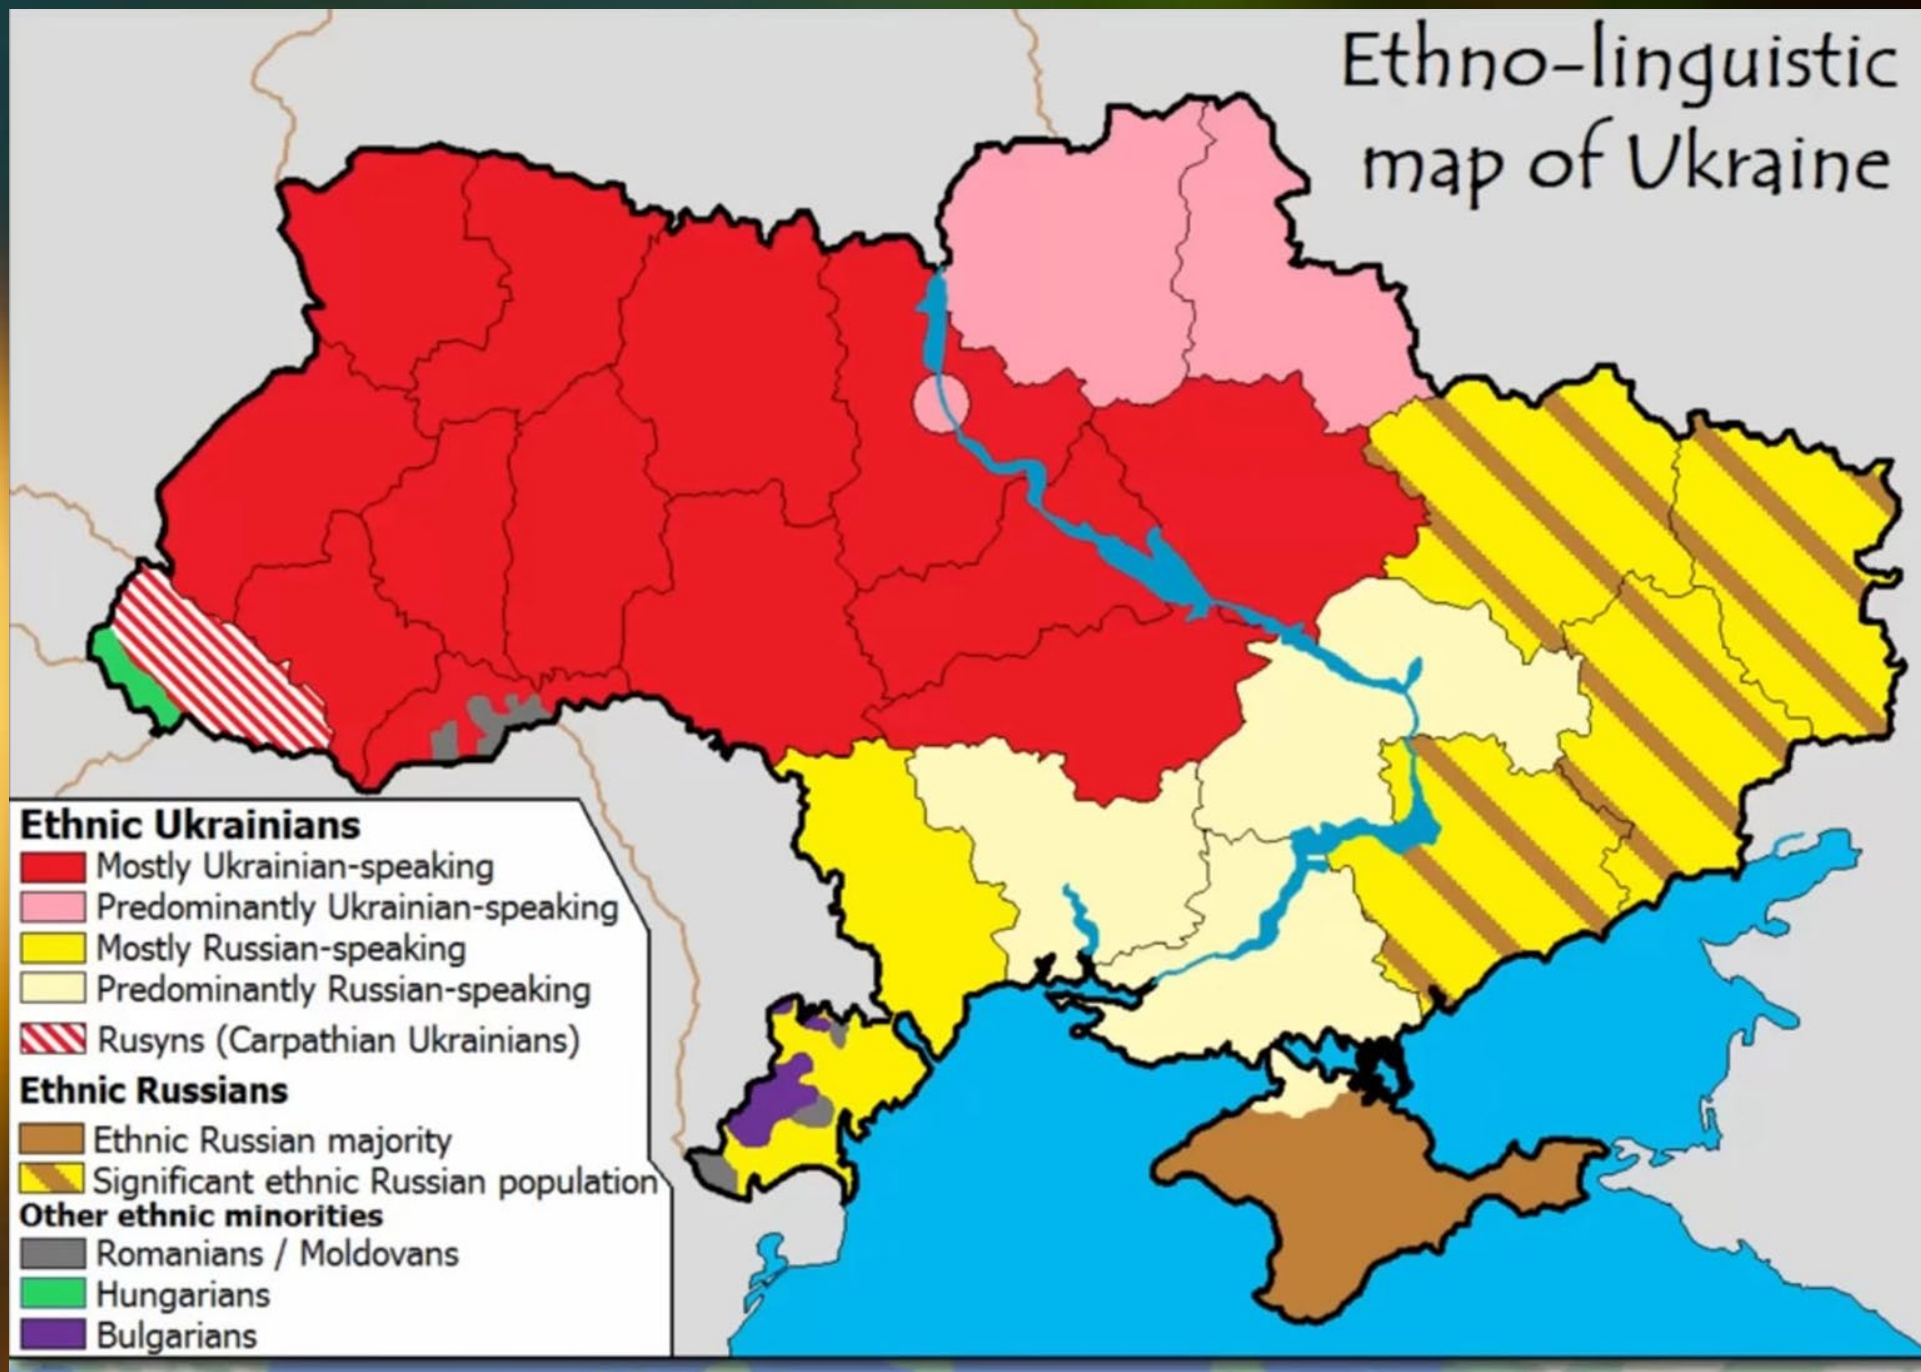 Ethno-linguistic
map of Ukraine
Ethnic Ukrainians
Mostly Ukrainian-speaking
Predominantly Ukrainian-speaking
Mostly Russian-speaking
Predominantly Russian-speaking
Rusyns (Carpathian Ukrainians)
Ethnic Russians
Ethnic Russian majority
Significant ethnic Russian population
Other ethnic minorities
Romanians / Moldovans
Hungarians
Bulgarians